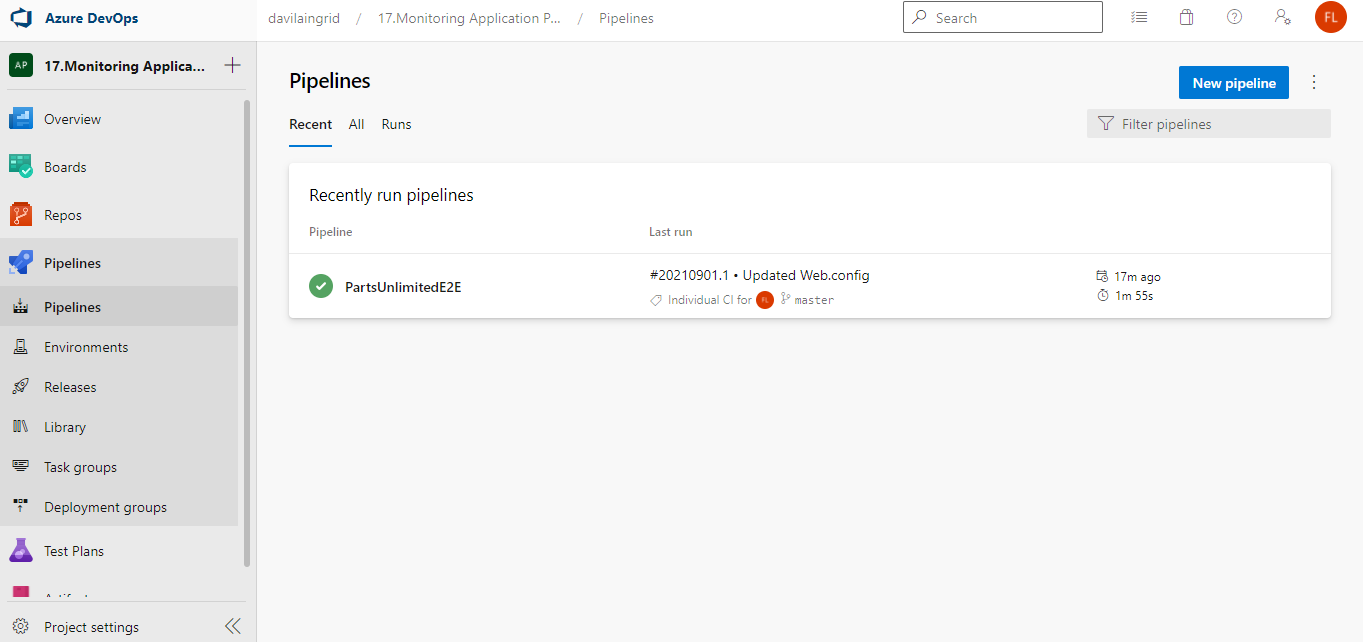 Azure DevOps
davilaingrid / 17.Monitoring Application P... / Pipelines
Search
FL
AP 17.Monitoring Applica...
Overview
Boards
Repos
Pipelines
Pipelines
Environments
Releases
Library
Task groups
Deployment groups
Test Plans
Project settings
Pipelines
New pipeline
Recent All Runs
Filter pipelines
Recently run pipelines
Pipeline Last run
PartsUnlimitedE2E
#20210901.1 • Updated Web.config
Individual CI for FL master
17m ago
1m 55s